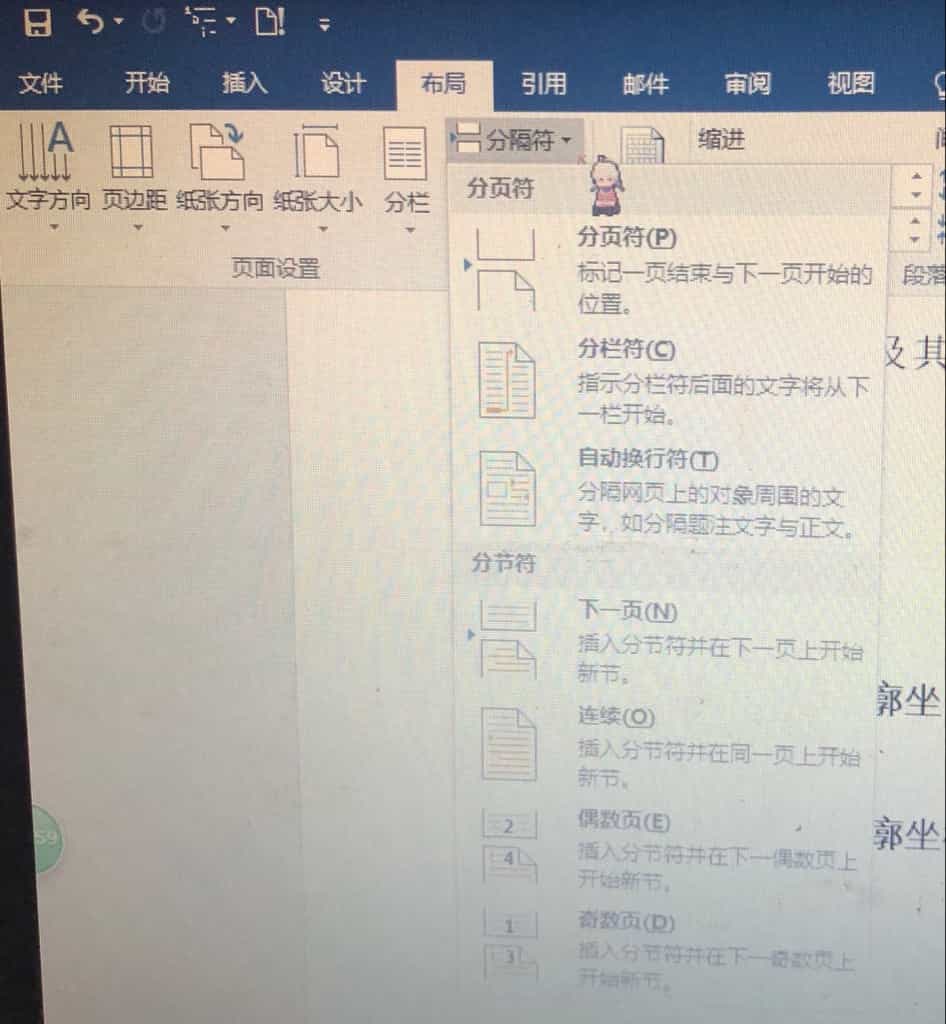 文件 开始 插入 设计 布局 引用 邮件 审阅 视图
文字方向 页边距 纸张方向 纸张大小 分栏
分隔符
缩进
页面设置
段落
分页符
分页符(P)
标记一页结束与下一页开始的
位置。
分栏符(C)
指示分栏符后面的文字将从下
一栏开始。
自动换行符(T)
分隔网页上的对象周围的文
字，如分隔题注文字与正文。
分节符
下一页(N)
插入分节符并在下一页上开始
新节。
连续(O)
插入分节符并在同一页上开始
新节。
2
4
偶数页(E)
插入分节符并在下一偶数页上
开始新节。
1
3
奇数页(D)
插入分节符并在下一奇数页上
开始新节。
及其
郭坐
郭坐
59